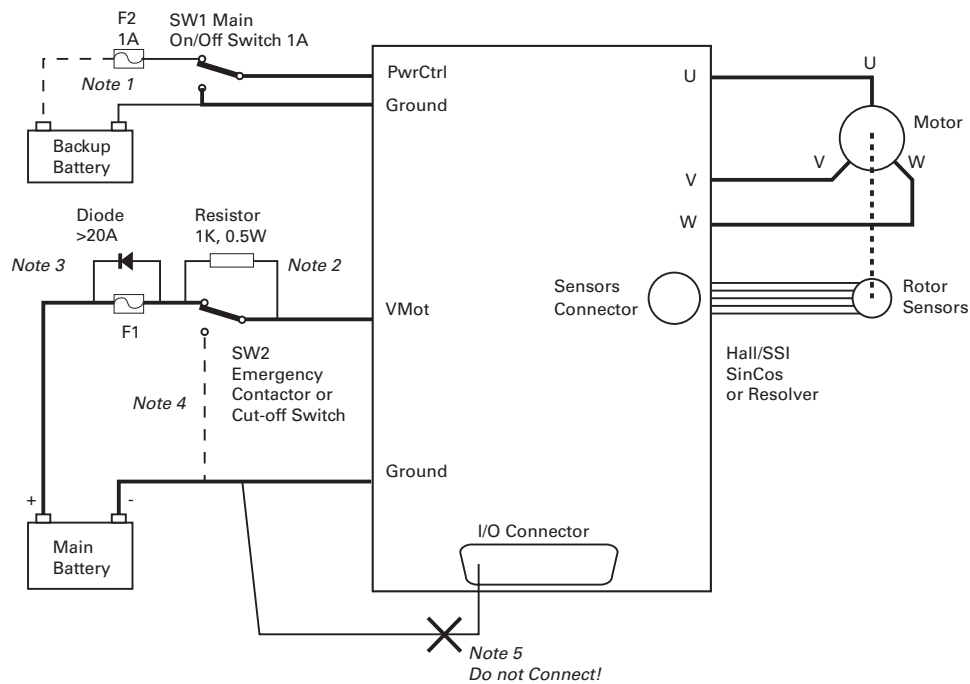 F2
1A
SW1 Main
On/Off Switch 1A
Note 1
Backup
Battery
PwrCtrl
Ground
U
U
Motor
V
W
V
W
Diode
>20A
Resistor
1K, 0.5W
Note 3
Note 2
F1
VMot
Sensors
Connector
Rotor
Sensors
SW2
Emergency
Contactor or
Cut-off Switch
Note 4
Hall/SSI
SinCos
or Resolver
Ground
+
-
Main
Battery
I/O Connector
Note 5
Do not Connect!